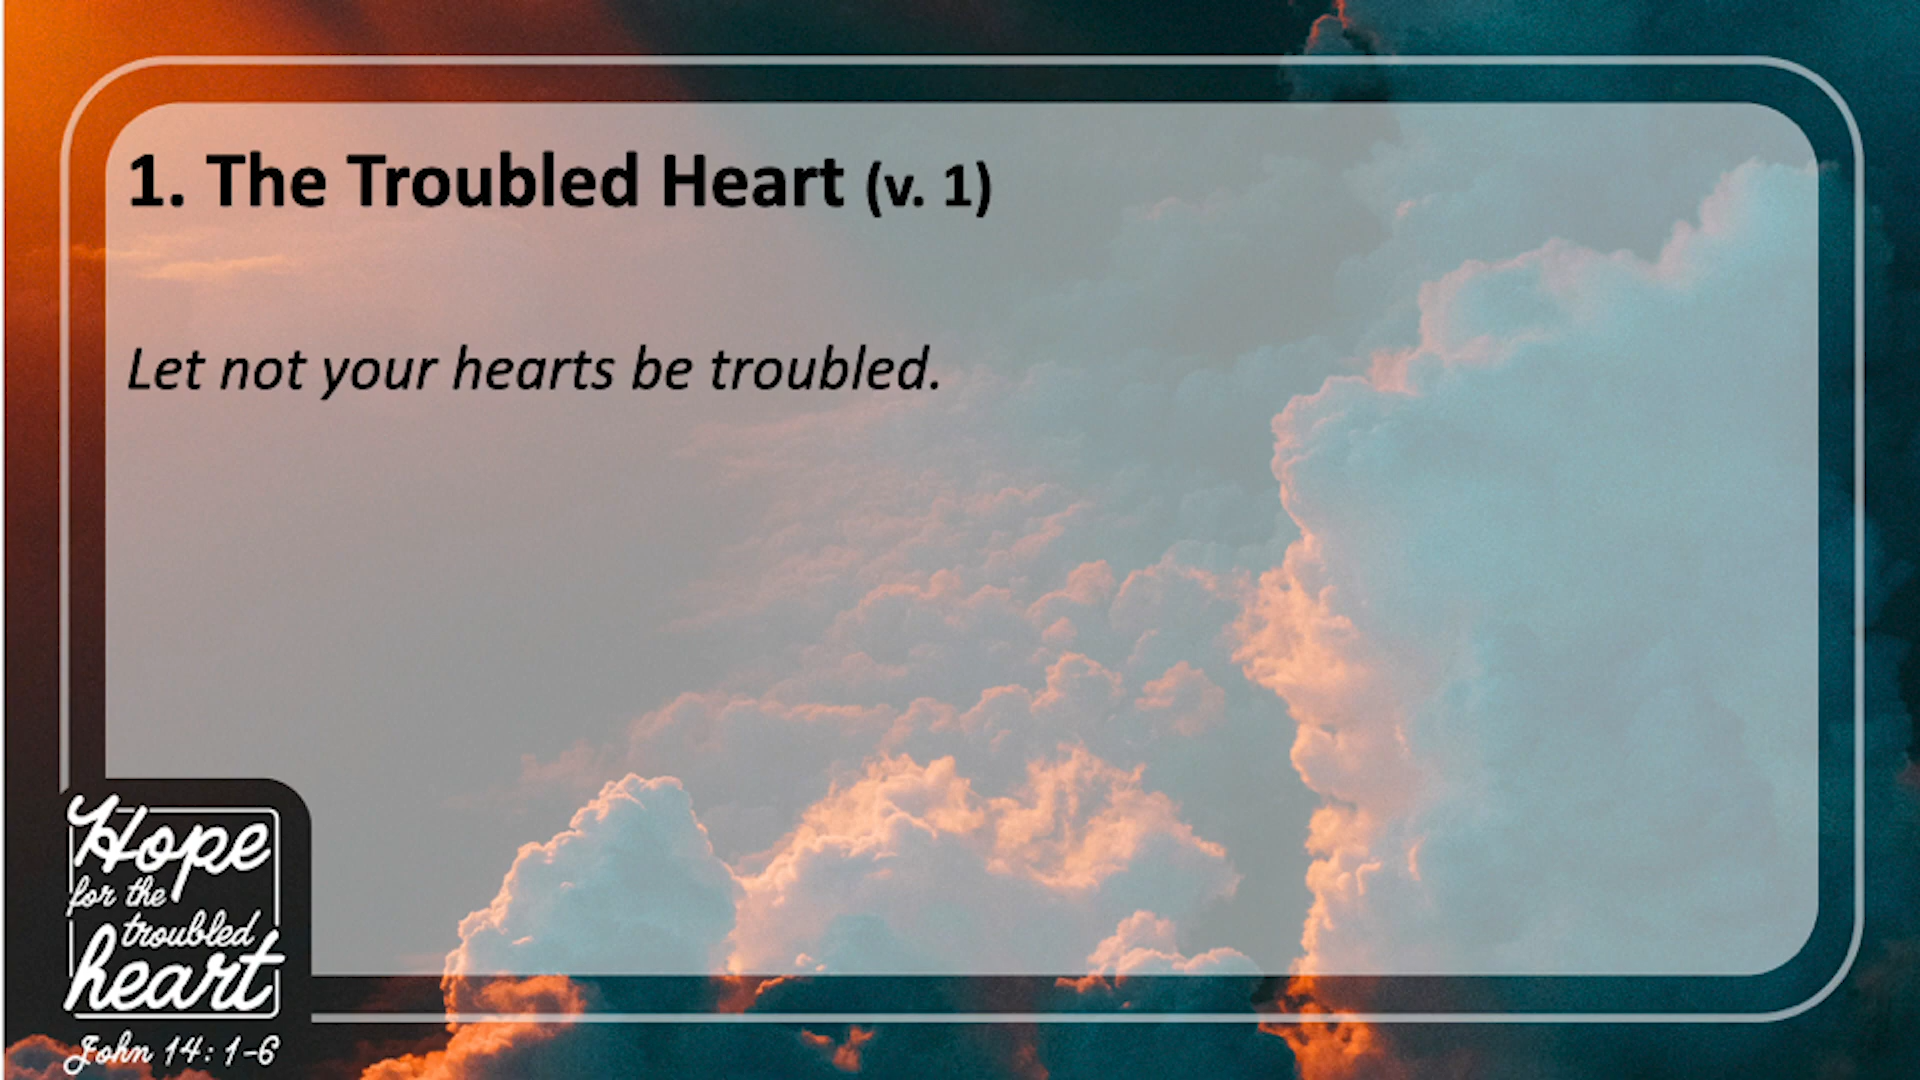 1. The Troubled Heart (v. 1)
Let not your hearts be troubled.
Hope
for the
troubled
heart
John 14: 1-6